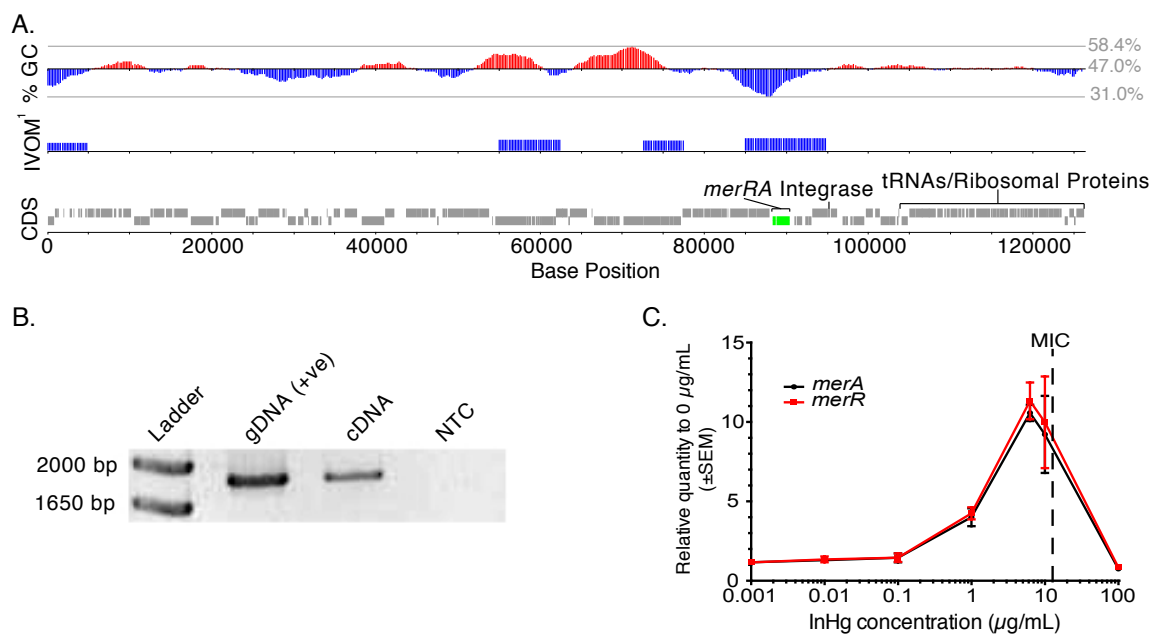 A.
% G.C
58.4%
47.0%
31.0%
IVOM1
merRA Integrase
tRNAs/Ribosomal Proteins
CDS
0 20000 40000 60000 80000 100000 120000
Base Position
B.
Ladder
gDNA (+ve)
cDNA
NTC
2000 bp
1650 bp
C.
MIC
15
merA
merR
10
5
0
Relative quantity to 0 µg/mL
(±SEM)
0.001 0.01 0.1 1 10 100
InHg concentration (µg/mL)